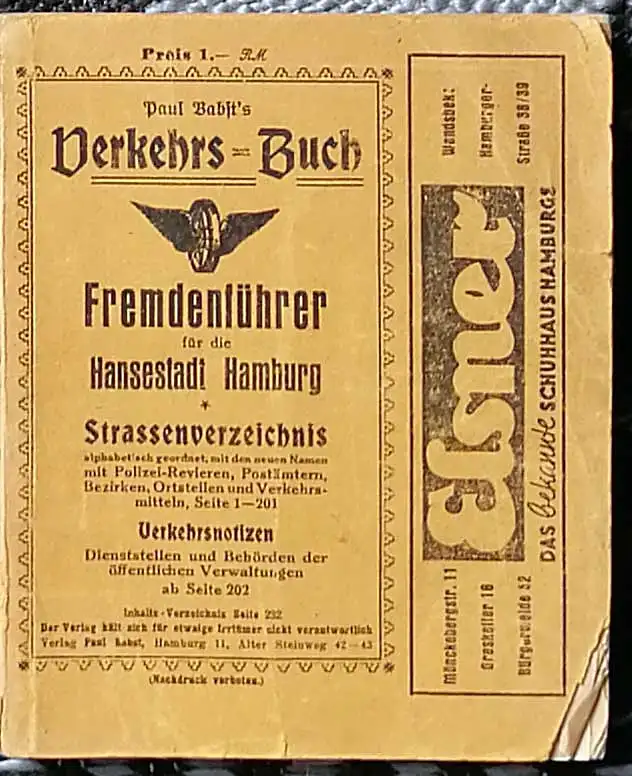 Preis 1.— RM
Paul Babst's
Verkehrs=Buch
Fremdenführer
für die
Hansestadt Hamburg
*
Strassenverzeichnis
alphabetisch geordnet, mit den neuen Namen
mit Polizei-Revieren, Postämtern,
Bezirken, Ortsteilen und Verkehrs-
mitteln, Seite 1—201
Verkehrsnotizen
Dienststellen und Behörden der
öffentlichen Verwaltungen
ab Seite 202
Inhalts-Verzeichnis Seite 232
Der Verlag hält sich für etwaige Irrtümer nicht verantwortlich
Verlag Paul Babst, Hamburg 11, Alter Steinweg 42—43
(Nachdruck verboten.)
Mönckebergstr. 11
Graskeller 16
Bürgerweide 52
Elsner
DAS bekannte SCHUHHAUS HAMBURGS
Wandsbek:
Hamburger-
Straße 38/39